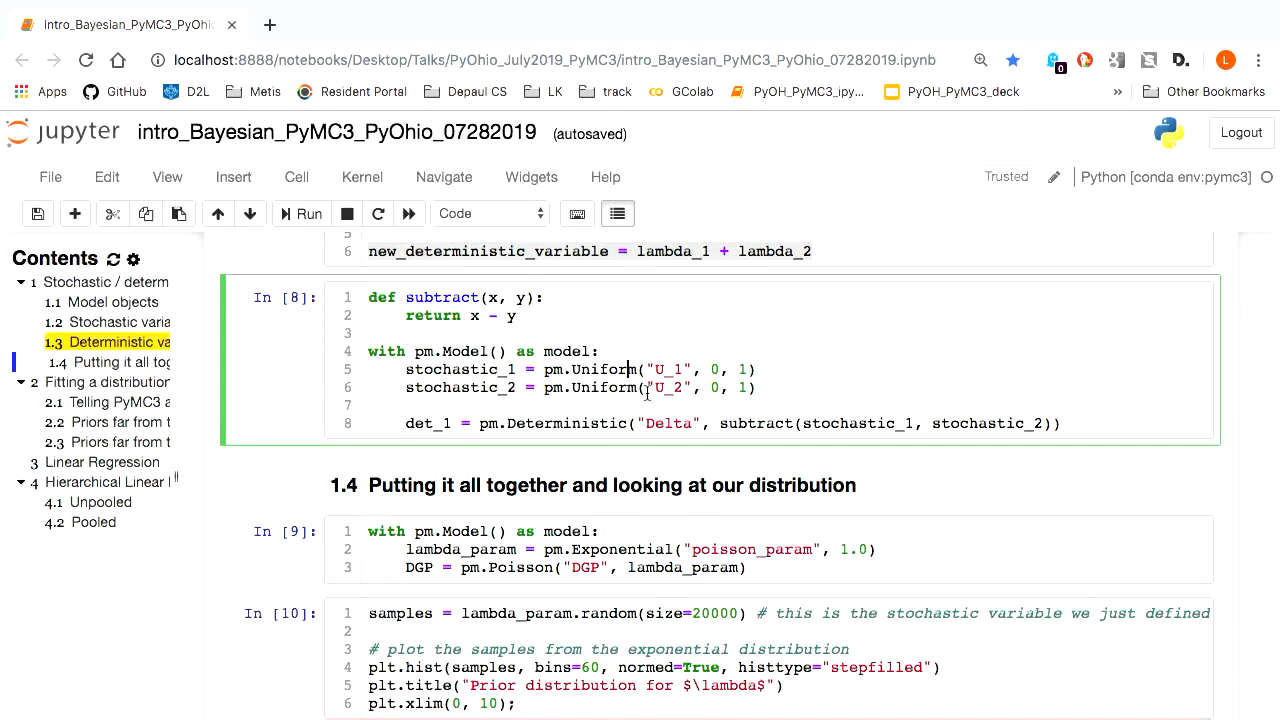 intro_Bayesian_PyMC3_PyOhio
localhost:8888/notebooks/Desktop/Talks/PyOhio_July2019_PyMC3/intro_Bayesian_PyMC3_PyOhio_07282019.ipynb
0
D.
L
Apps GitHub D2L Metis Resident Portal Depaul CS LK track GColab PyOH_PyMC3_ipy... PyOH_PyMC3_deck » Other Bookmarks
jupyter intro_Bayesian_PyMC3_PyOhio_07282019 (autosaved) Logout
File Edit View Insert Cell Kernel Navigate Widgets Help Trusted Python [conda env:pymc3]
Run Code
Contents
1 Stochastic / determ
1.1 Model objects
1.2 Stochastic varia
1.3 Deterministic va
1.4 Putting it all tog
2 Fitting a distribution
2.1 Telling PyMC3 a
2.2 Priors far from t
2.3 Priors far from t
3 Linear Regression
4 Hierarchical Linear
4.1 Unpooled
4.2 Pooled
5
6 new_deterministic_variable = lambda_1 + lambda_2
In [8]:
1 def subtract(x, y):
2 return x - y
3
4 with pm.Model() as model:
5 stochastic_1 = pm.Uniform("U_1", 0, 1)
6 stochastic_2 = pm.Uniform("U_2", 0, 1)
7
8 det_1 = pm.Deterministic("Delta", subtract(stochastic_1, stochastic_2))
1.4 Putting it all together and looking at our distribution
In [9]:
1 with pm.Model() as model:
2 lambda_param = pm.Exponential("poisson_param", 1.0)
3 DGP = pm.Poisson("DGP", lambda_param)
In [10]:
1 samples = lambda_param.random(size=20000) # this is the stochastic variable we just defined
2
3 # plot the samples from the exponential distribution
4 plt.hist(samples, bins=60, normed=True, histtype="stepfilled")
5 plt.title("Prior distribution for $\lambda$")
6 plt.xlim(0, 10);